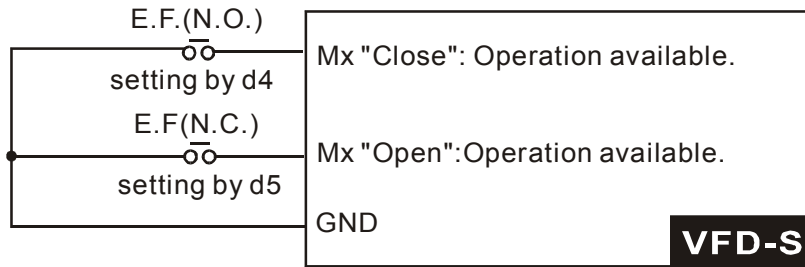 E.F.(N.O.)
Mx "Close": Operation available.
setting by d4
E.F(N.C.)
Mx "Open":Operation available.
setting by d5
GND
VFD-S